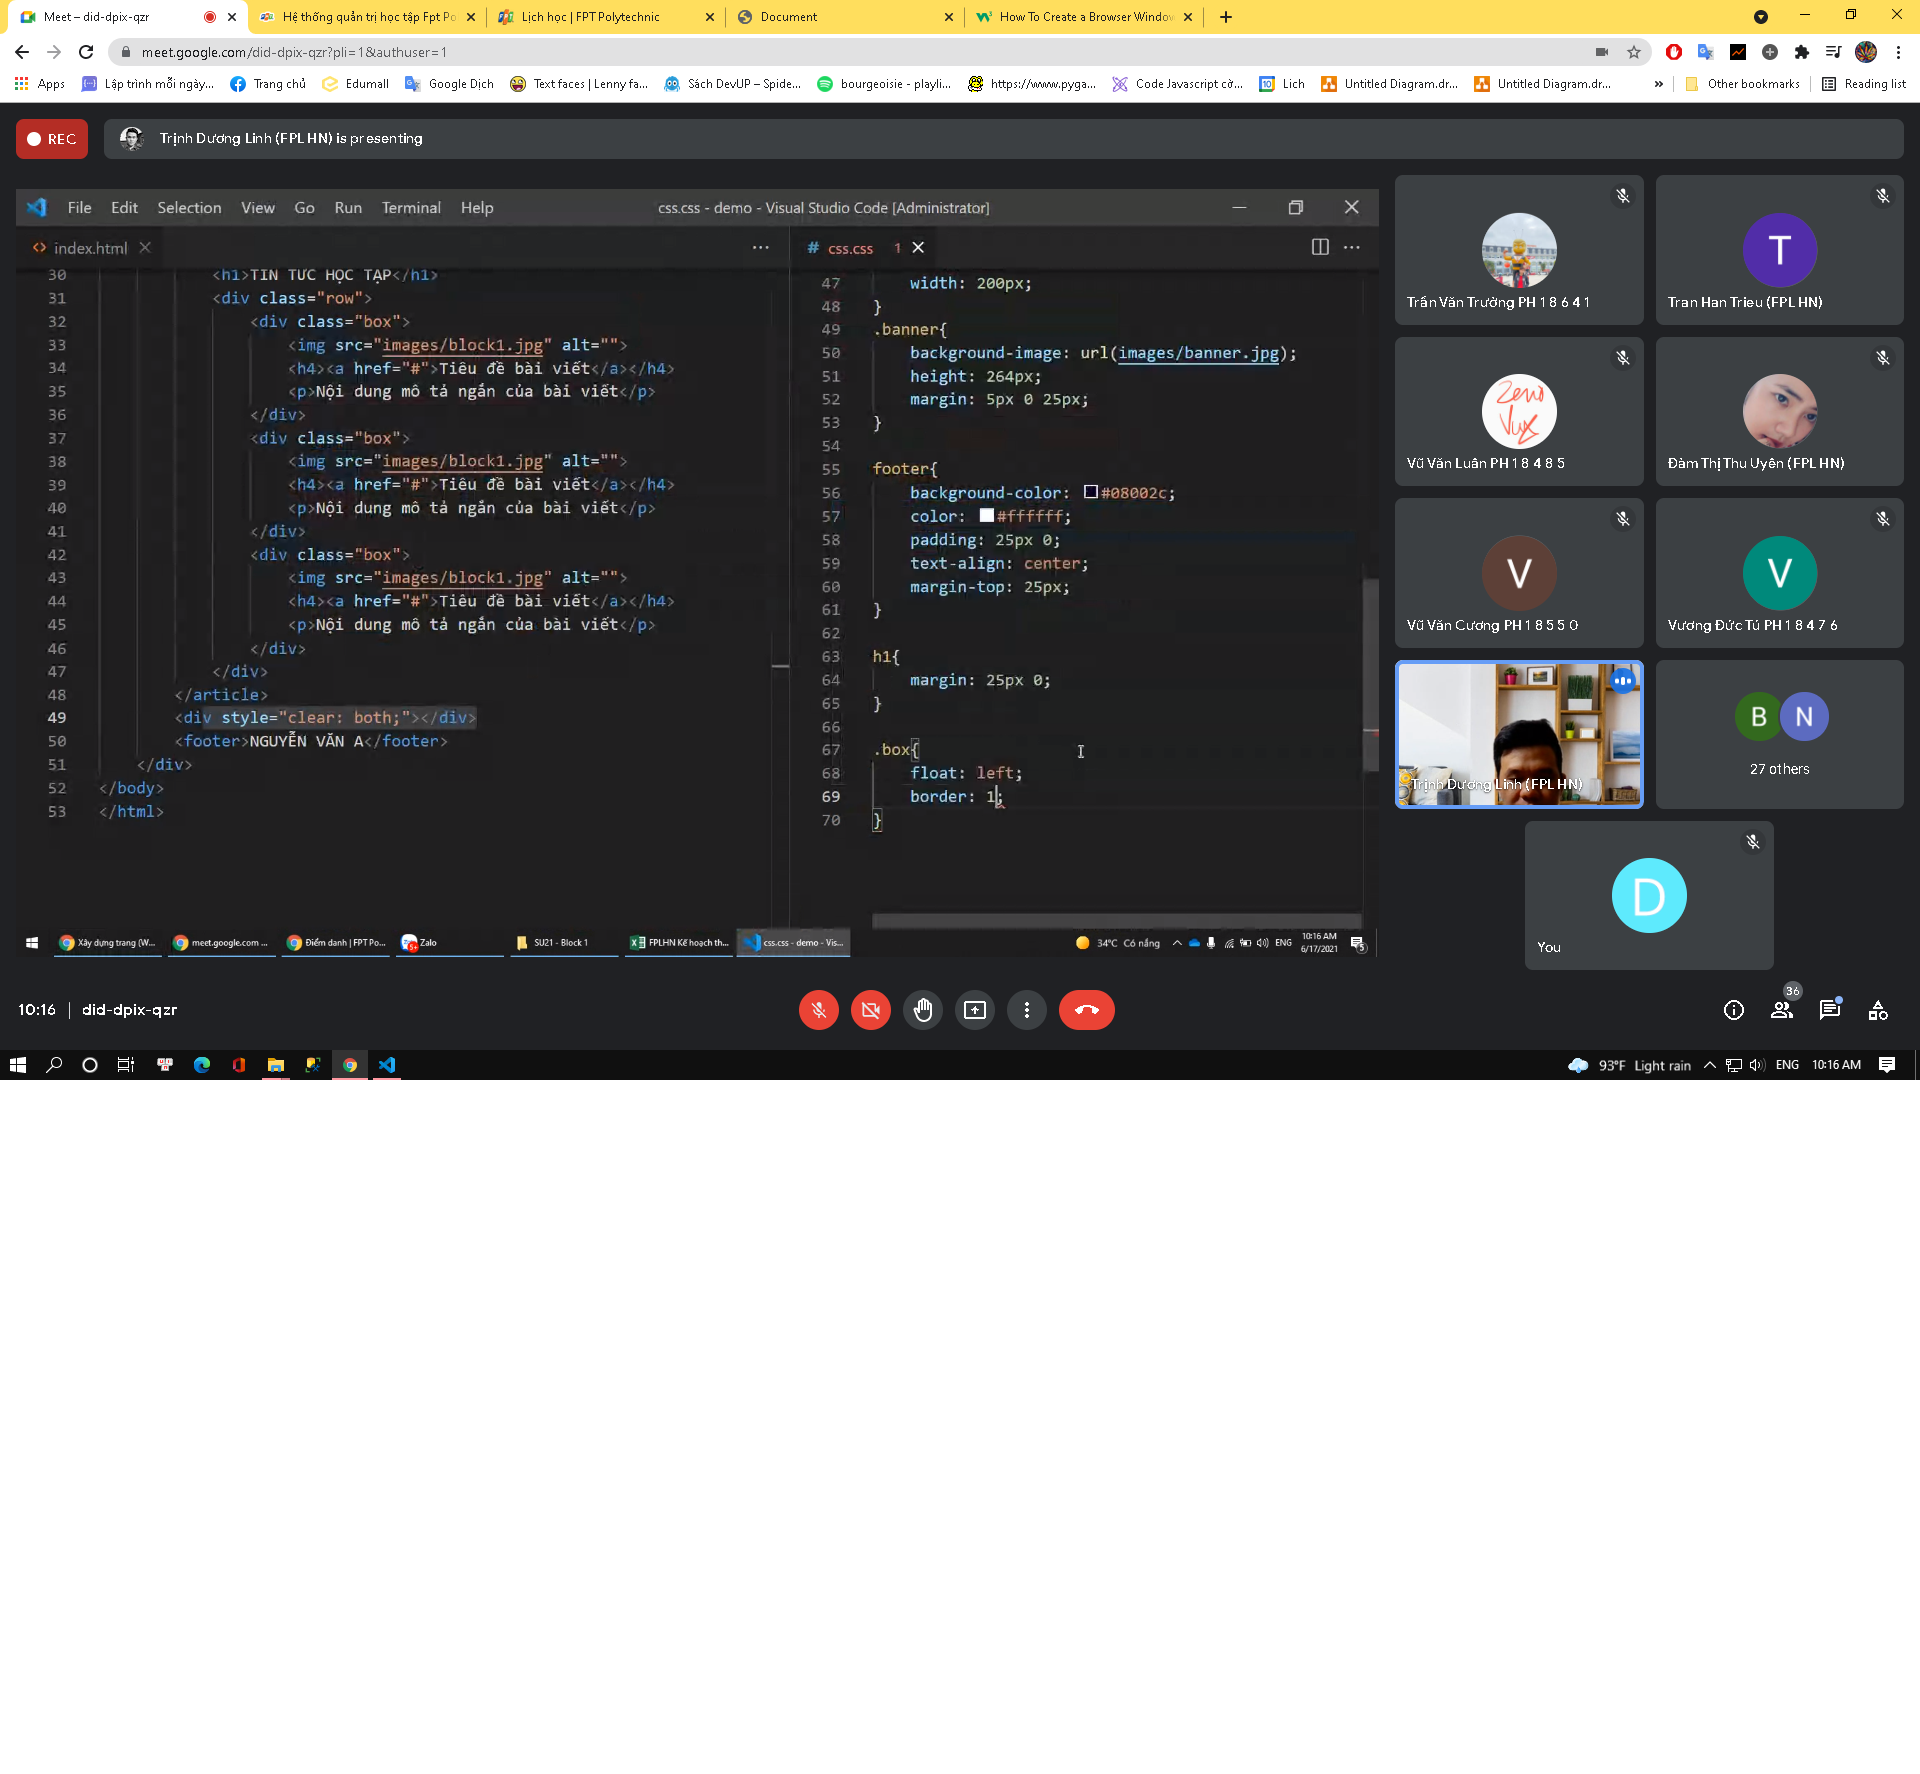 Meet – did-dpix-qzr
Hệ thống quản trị học tập Fpt Po
Lịch học | FPT Polytechnic
Document
How To Create a Browser Window
meet.google.com/did-dpix-qzr?pli=1&authuser=1
Apps
Lập trình mỗi ngày...
Trang chủ
Edumall
Google Dịch
Text faces | Lenny fa...
Sách DevUP – Spide...
bourgeoisie - playli...
https://www.pyga...
Code Javascript cờ...
Lich
Untitled Diagram.dr...
Untitled Diagram.dr...
»
Other bookmarks
Reading list
REC
Trịnh Dương Linh (FPL HN) is presenting
File Edit Selection View Go Run Terminal Help
css.css - demo - Visual Studio Code [Administrator]
index.html
30 <h1>TIN TỨC HỌC TẬP</h1>
31 <div class="row">
32 <div class="box">
33 <img src="images/block1.jpg" alt="">
34 <h4><a href="#">Tiêu đề bài viết</a></h4>
35 <p>Nội dung mô tả ngắn của bài viết</p>
36 </div>
37 <div class="box">
38 <img src="images/block1.jpg" alt="">
39 <h4><a href="#">Tiêu đề bài viết</a></h4>
40 <p>Nội dung mô tả ngắn của bài viết</p>
41 </div>
42 <div class="box">
43 <img src="images/block1.jpg" alt="">
44 <h4><a href="#">Tiêu đề bài viết</a></h4>
45 <p>Nội dung mô tả ngắn của bài viết</p>
46 </div>
47 </div>
48 </article>
49 <div style="clear: both;"></div>
50 <footer>NGUYỄN VĂN A</footer>
51 </div>
52 </body>
53 </html>
# css.css 1
47 width: 200px;
48 }
49 .banner{
50 background-image: url(images/banner.jpg);
51 height: 264px;
52 margin: 5px 0 25px;
53 }
54
55 footer{
56 background-color: #08002c;
57 color: #ffffff;
58 padding: 25px 0;
59 text-align: center;
60 margin-top: 25px;
61 }
62
63 h1{
64 margin: 25px 0;
65 }
66
67 .box{
68 float: left;
69 border: 1;
70 }
Xây dựng trang (W...
meet.google.com ...
Điểm danh | FPT Po...
5+
Zalo
SU21 - Block 1
FPLHN Kế hoạch th...
css.css - demo - Vis...
34°C Có nắng
ENG
10:16 AM
6/17/2021
5
Trần Văn Trường PH 1 8 6 4 1
T
Tran Han Trieu (FPL HN)
Zeno
Vux
Vũ Văn Luân PH 1 8 4 8 5
Đàm Thị Thu Uyên (FPL HN)
V
Vũ Văn Cương PH 1 8 5 5 0
V
Vương Đức Tú PH 1 8 4 7 6
Trịnh Dương Linh (FPL HN)
B
N
27 others
D
You
10:16 | did-dpix-qzr
36
93°F Light rain
ENG
10:16 AM